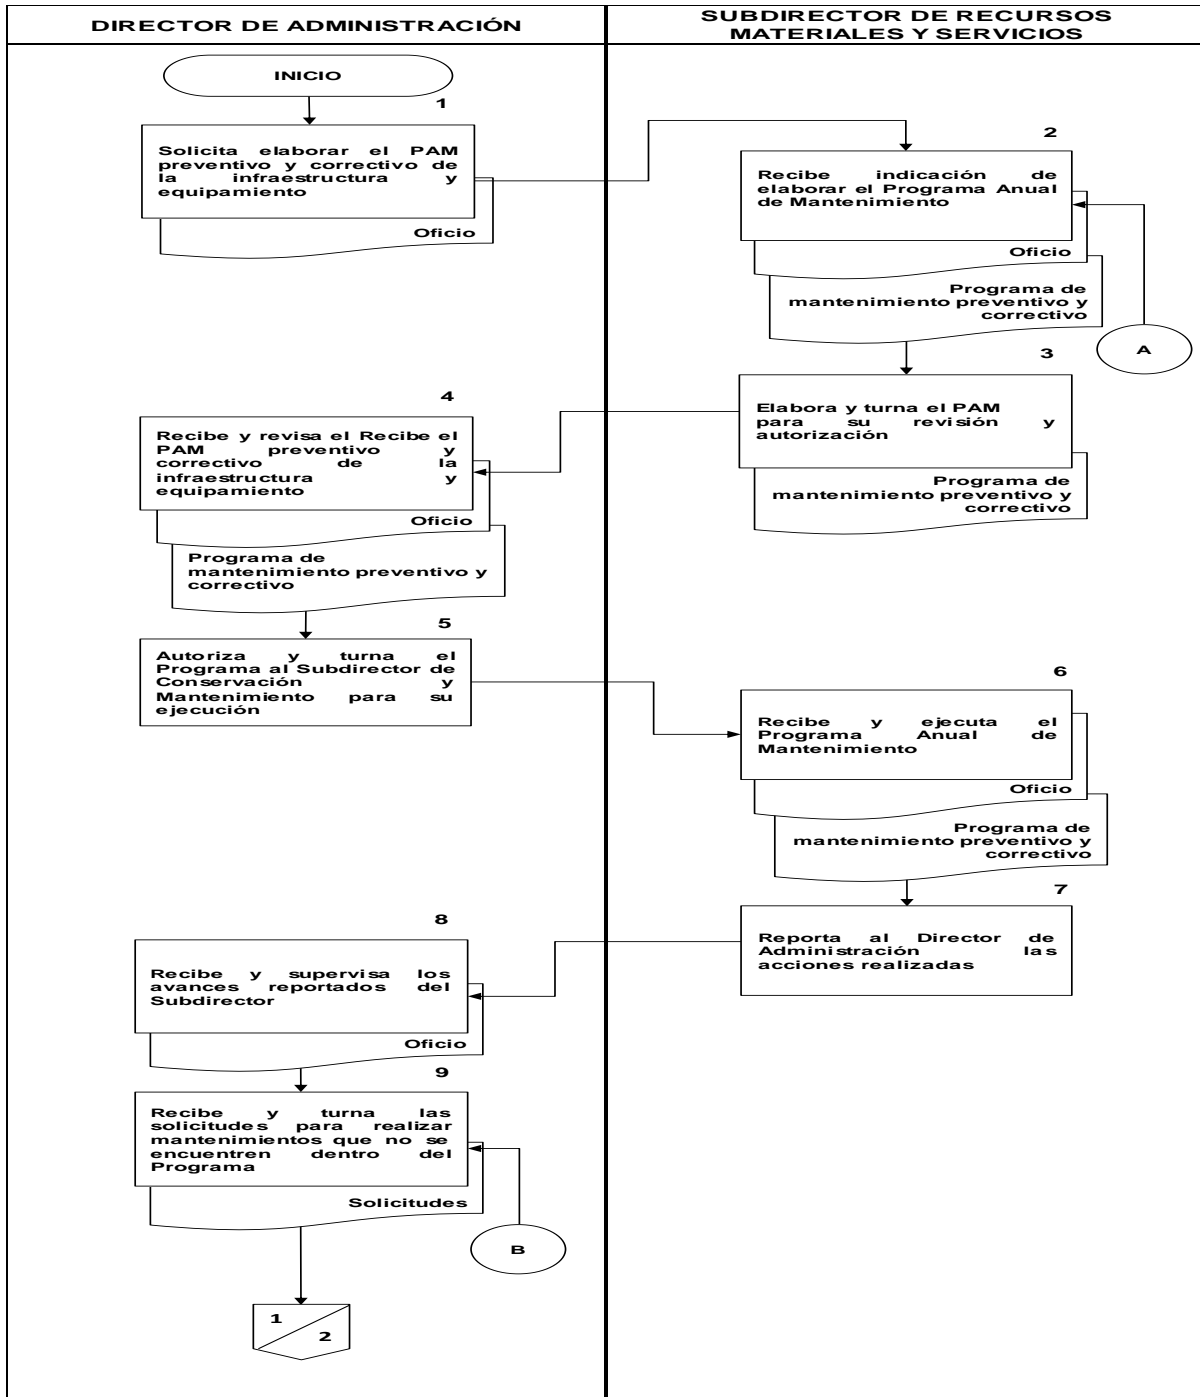 DIRECTOR DE ADMINISTRACIÓN
SUBDIRECTOR DE RECURSOS
MATERIALES Y SERVICIOS
INICIO
1
Solicita elaborar el PAM
preventivo y correctivo de
la infraestructura y
equipamiento
Oficio
2
Recibe indicación de
elaborar el Programa Anual
de Mantenimiento
Oficio
Programa de
mantenimiento preventivo y
correctivo
A
3
Elabora y turna el PAM
para su revisión y
autorización
Programa de
mantenimiento preventivo y
correctivo
4
Recibe y revisa el Recibe el
PAM preventivo y
correctivo de la
infraestructura y
equipamiento
Oficio
Programa de
mantenimiento preventivo y
correctivo
5
Autoriza y turna el
Programa al Subdirector de
Conservación y
Mantenimiento para su
ejecución
6
Recibe y ejecuta el
Programa Anual de
Mantenimiento
Oficio
Programa de
mantenimiento preventivo y
correctivo
7
Reporta al Director de
Administración las
acciones realizadas
8
Recibe y supervisa los
avances reportados del
Subdirector
Oficio
9
Recibe y turna las
solicitudes para realizar
mantenimientos que no se
encuentren dentro del
Programa
Solicitudes
B
1
2